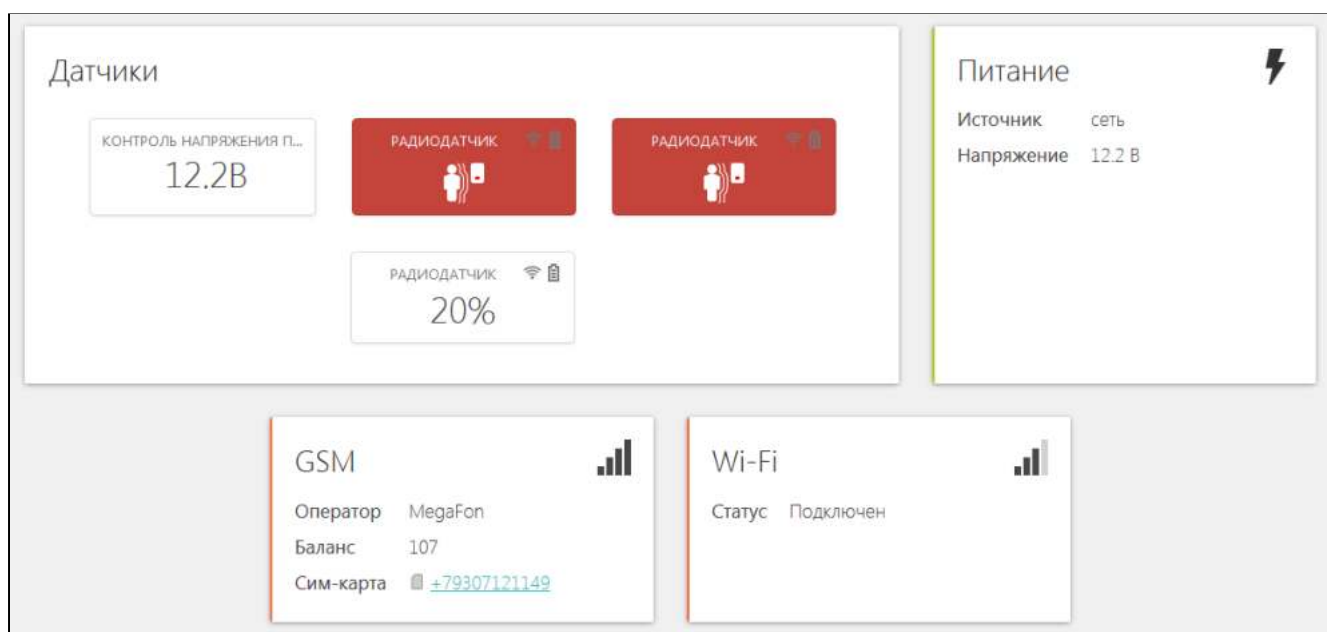 Датчики
КОНТРОЛЬ НАПРЯЖЕНИЯ П...
12.2В
РАДИОДАТЧИК
РАДИОДАТЧИК
РАДИОДАТЧИК
20%
Питание
Источник сеть
Напряжение 12.2 В
GSM
Оператор MegaFon
Баланс 107
Сим-карта +79307121149
Wi-Fi
Статус Подключен